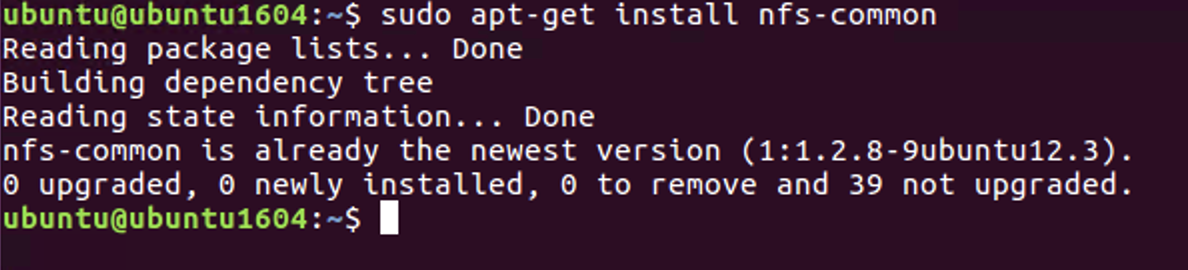 ubuntu@ubuntu1604:~$ sudo apt-get install nfs-common
Reading package lists... Done
Building dependency tree
Reading state information... Done
nfs-common is already the newest version (1:1.2.8-9ubuntu12.3).
0 upgraded, 0 newly installed, 0 to remove and 39 not upgraded.
ubuntu@ubuntu1604:~$